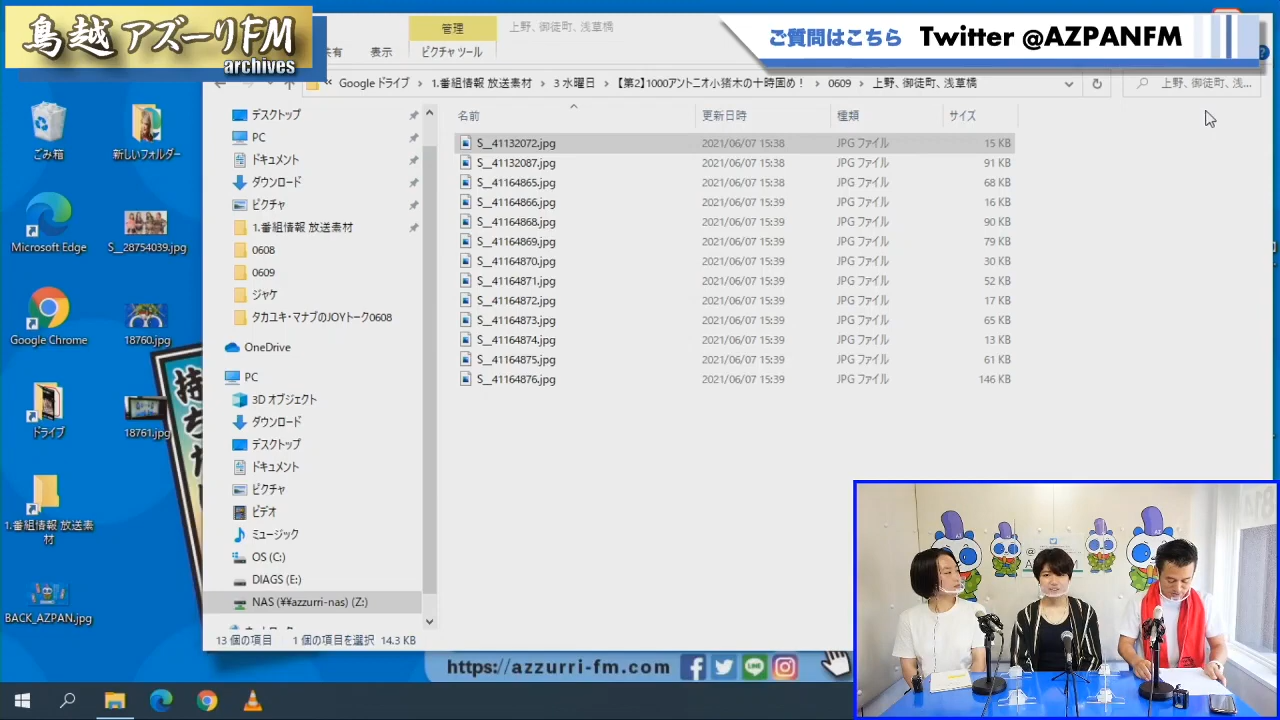 鳥越アズーリFM
archives
管理
上野、御徒町、浅草橋
ご質問はこちら Twitter @AZPANFM
有 表示 ピクチャ ツール
« Google ドライブ › 1.番組情報 放送素材 › 3 水曜日 › 【第2】1000アントニオ小猪木の十時固め！ › 0609 › 上野、御徒町、浅草橋
上野、御徒町、浅...
名前 更新日時 種類 サイズ
S__41132072.jpg 2021/06/07 15:38 JPG ファイル 15 KB
S__41132087.jpg 2021/06/07 15:38 JPG ファイル 91 KB
S__41164865.jpg 2021/06/07 15:38 JPG ファイル 68 KB
S__41164866.jpg 2021/06/07 15:39 JPG ファイル 16 KB
S__41164868.jpg 2021/06/07 15:39 JPG ファイル 90 KB
S__41164869.jpg 2021/06/07 15:39 JPG ファイル 79 KB
S__41164870.jpg 2021/06/07 15:39 JPG ファイル 30 KB
S__41164871.jpg 2021/06/07 15:39 JPG ファイル 52 KB
S__41164872.jpg 2021/06/07 15:39 JPG ファイル 17 KB
S__41164873.jpg 2021/06/07 15:39 JPG ファイル 65 KB
S__41164874.jpg 2021/06/07 15:39 JPG ファイル 13 KB
S__41164875.jpg 2021/06/07 15:39 JPG ファイル 61 KB
S__41164876.jpg 2021/06/07 15:39 JPG ファイル 146 KB
デスクトップ
PC
ドキュメント
ダウンロード
ピクチャ
1.番組情報 放送素材
0608
0609
ジャケ
タカユキ・マナブのJOYトーク0608
OneDrive
PC
3D オブジェクト
ダウンロード
デスクトップ
ドキュメント
ピクチャ
ビデオ
ミュージック
OS (C:)
DIAGS (E:)
NAS (¥¥azzurri-nas) (Z:)
13 個の項目 1 個の項目を選択 14.3 KB
ごみ箱
新しいフォルダー
Microsoft Edge
S__28754039.jpg
Google Chrome
18760.jpg
ドライブ
18761.jpg
1.番組情報 放送素
材
BACK_AZPAN.jpg
持ち
https://azzurri-fm.com